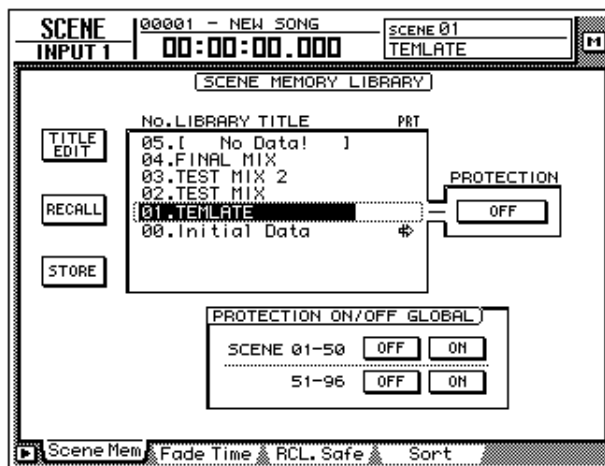 SCENE
INPUT 1
00001 - NEW SONG
00:00:00.000
SCENE 01
TEMLATE
M
SCENE MEMORY LIBRARY
No.LIBRARY TITLE PRT
05.[ No Data! ]
04.FINAL MIX
03.TEST MIX 2
02.TEST MIX
01.TEMLATE
00.Initial Data
TITLE EDIT
RECALL
STORE
PROTECTION
OFF
PROTECTION ON/OFF GLOBAL
SCENE 01-50 OFF ON
51-96 OFF ON
Scene Mem Fade Time RCL. Safe Sort